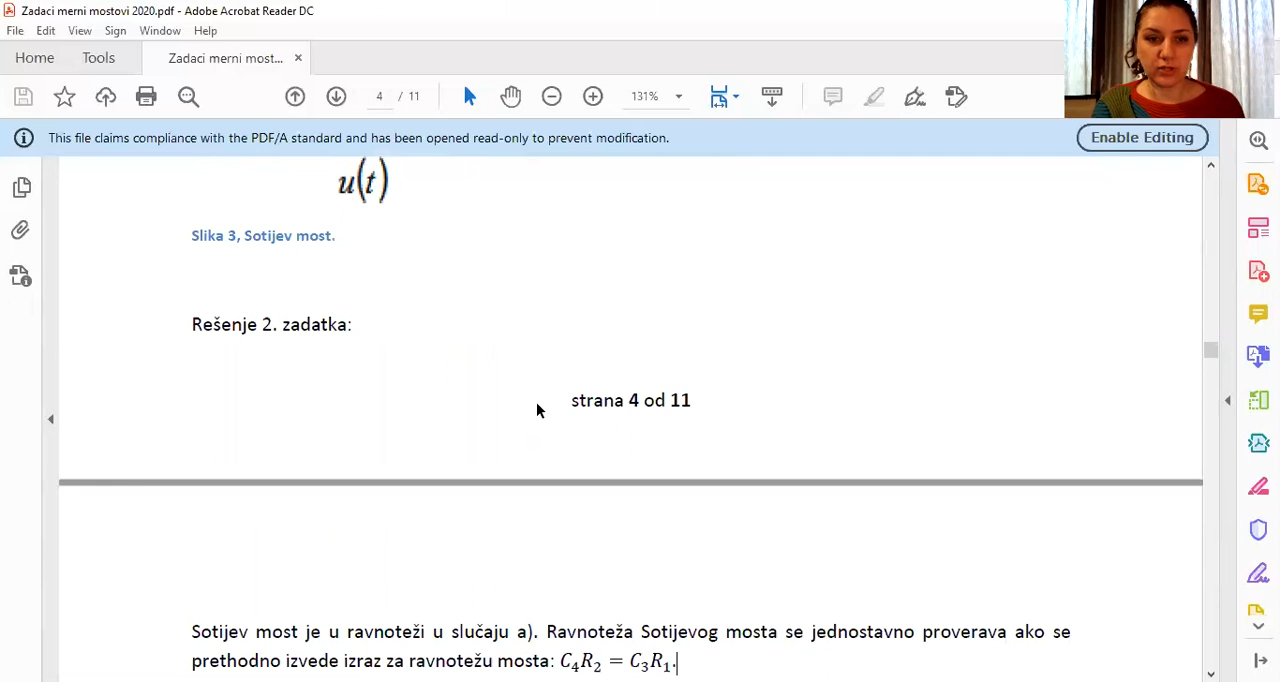 Zadaci merni mostovi 2020.pdf - Adobe Acrobat Reader DC
File Edit View Sign Window Help
Home Tools Zadaci merni most... ×
4 / 11 131%
This file claims compliance with the PDF/A standard and has been opened read-only to prevent modification. Enable Editing
u(t)
Slika 3, Sotijev most.
Rešenje 2. zadatka:
strana 4 od 11
Sotijev most je u ravnoteži u slučaju a). Ravnoteža Sotijevog mosta se jednostavno proverava ako se
prethodno izvede izraz za ravnotežu mosta: C₄R₂ = C₃R₁.